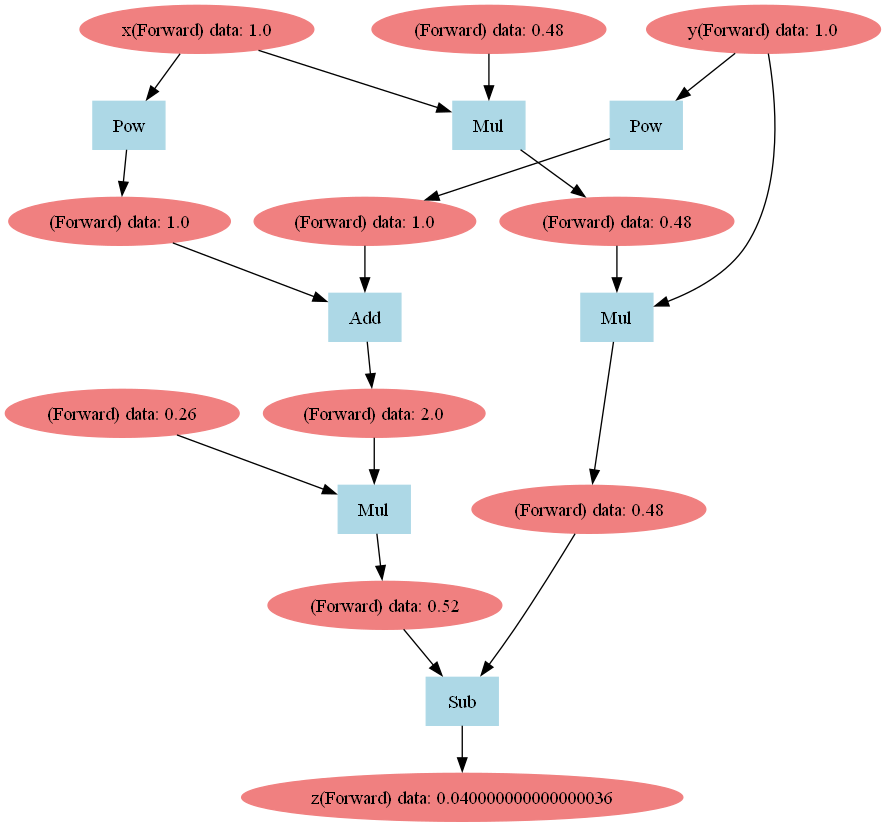 x(Forward) data: 1.0
(Forward) data: 0.48
y(Forward) data: 1.0
Pow
Mul
Pow
(Forward) data: 1.0
(Forward) data: 1.0
(Forward) data: 0.48
Add
Mul
(Forward) data: 0.26
(Forward) data: 2.0
Mul
(Forward) data: 0.48
(Forward) data: 0.52
Sub
z(Forward) data: 0.040000000000000036